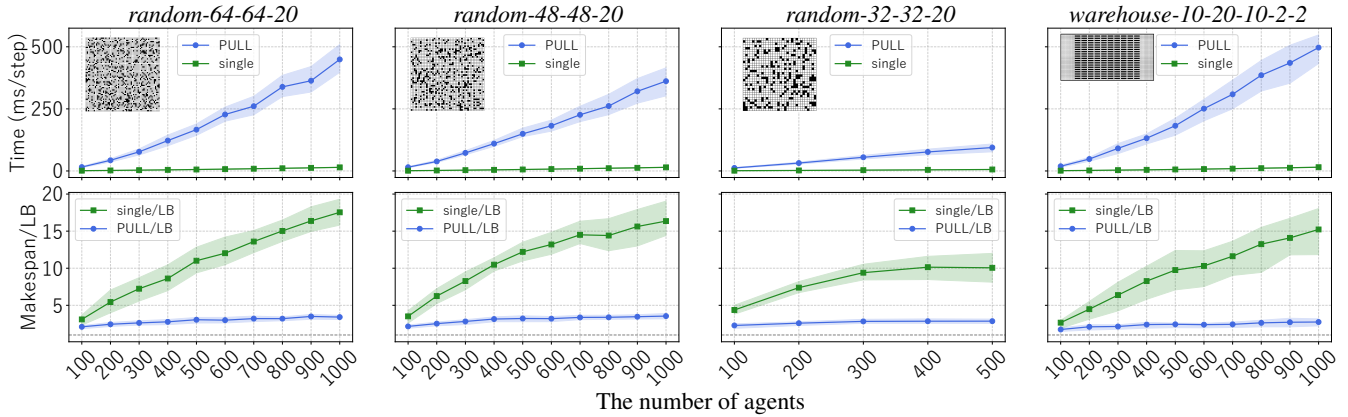 random-64-64-20
random-48-48-20
random-32-32-20
warehouse-10-20-10-2-2
Time (ms/step)
500
250
0
PULL
single
PULL
single
PULL
single
PULL
single
Makespan/LB
20
15
10
5
single/LB
PULL/LB
single/LB
PULL/LB
single/LB
PULL/LB
single/LB
PULL/LB
100 200 300 400 500 600 700 800 900 1000
100 200 300 400 500 600 700 800 900 1000
100 200 300 400 500
100 200 300 400 500 600 700 800 900 1000
The number of agents